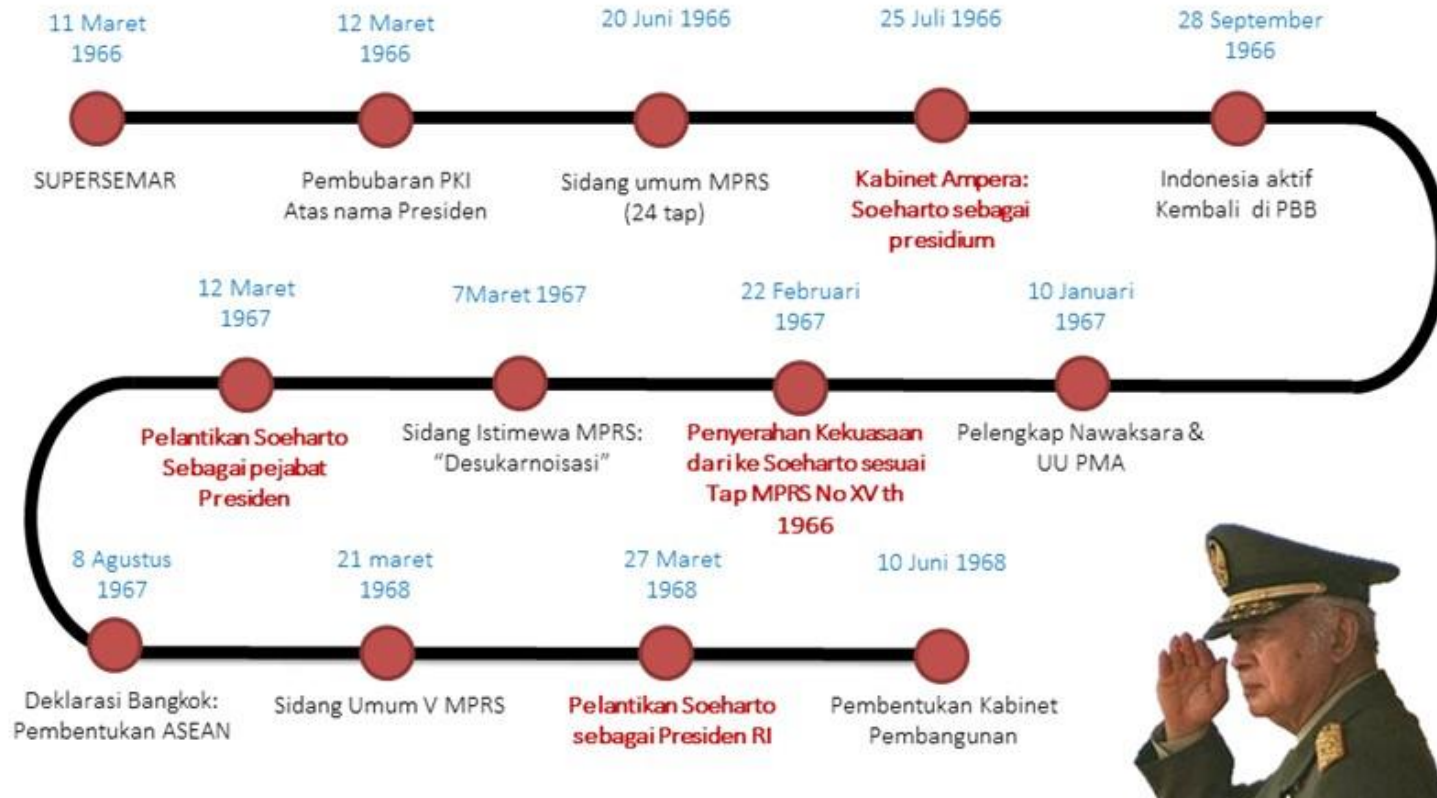 11 Maret
1966
SUPERSEMAR
12 Maret
1966
Pembubaran PKI
Atas nama Presiden
20 Juni 1966
Sidang umum MPRS
(24 tap)
25 Juli 1966
Kabinet Ampera:
Soeharto sebagai
presidium
28 September
1966
Indonesia aktif
Kembali di PBB
10 Januari
1967
Pelengkap Nawaksara &
UU PMA
22 Februari
1967
Penyerahan Kekuasaan
dari ke Soeharto sesuai
Tap MPRS No XV th
1966
7Maret 1967
Sidang Istimewa MPRS:
“Desukarnoisasi”
12 Maret
1967
Pelantikan Soeharto
Sebagai pejabat
Presiden
8 Agustus
1967
Deklarasi Bangkok:
Pembentukan ASEAN
21 maret
1968
Sidang Umum V MPRS
27 Maret
1968
Pelantikan Soeharto
sebagai Presiden RI
10 Juni 1968
Pembentukan Kabinet
Pembangunan